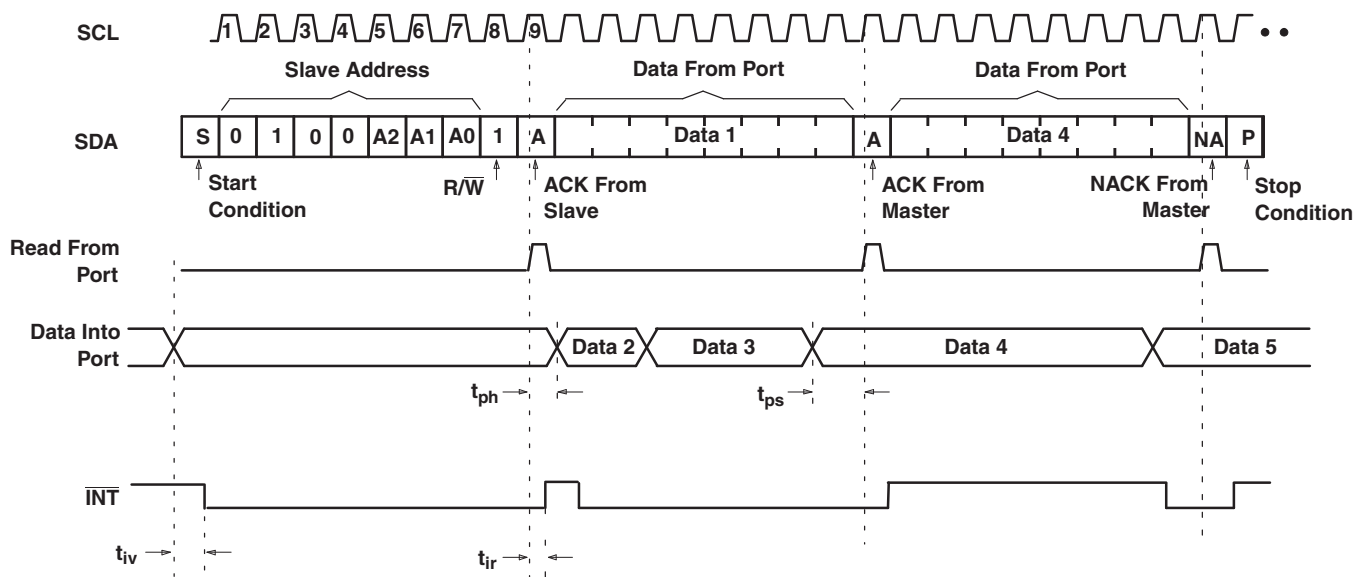 SCL 1 2 3 4 5 6 7 8 9
Slave Address Data From Port Data From Port
SDA S 0 1 0 0 A2 A1 A0 1 A Data 1 A Data 4 NA P
Start Condition
R/W̅
ACK From Slave
ACK From Master
NACK From Master
Stop Condition
Read From Port
Data Into Port
Data 2 Data 3 Data 4 Data 5
tph tps
I̅N̅T̅
tiv tir